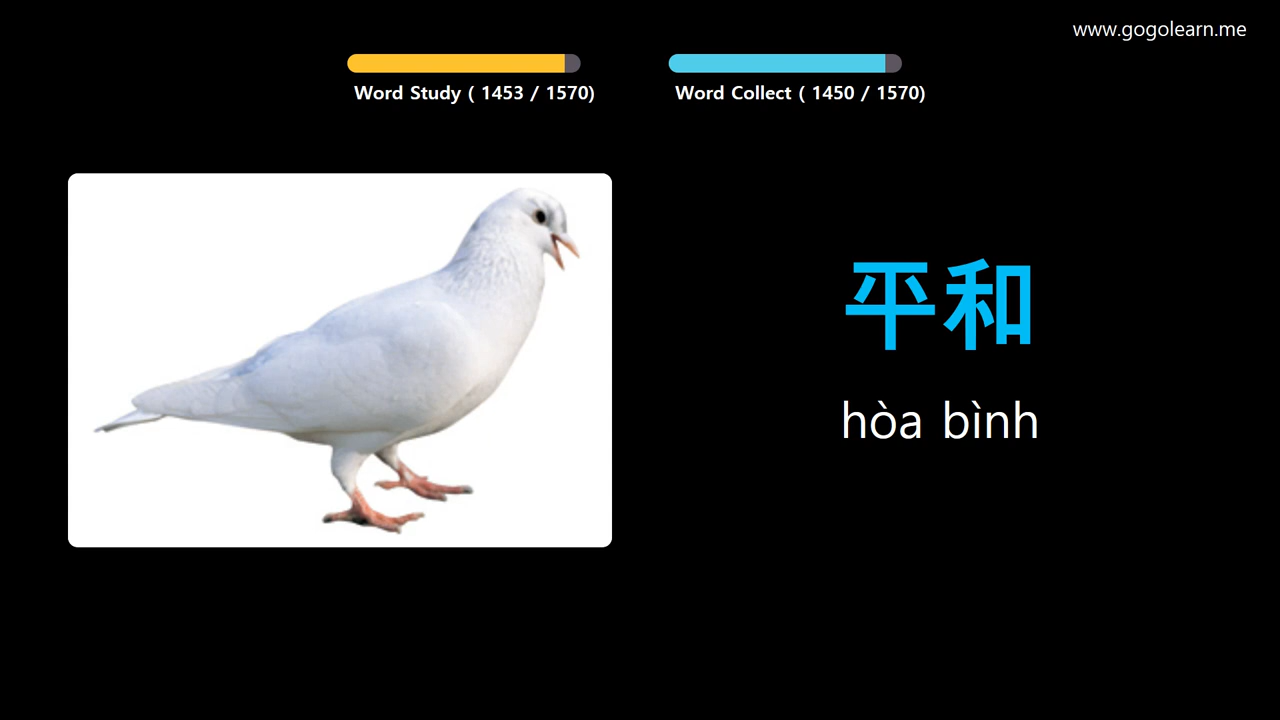 www.gogolearn.me
Word Study ( 1453 / 1570)
Word Collect ( 1450 / 1570)
平和
hòa bình